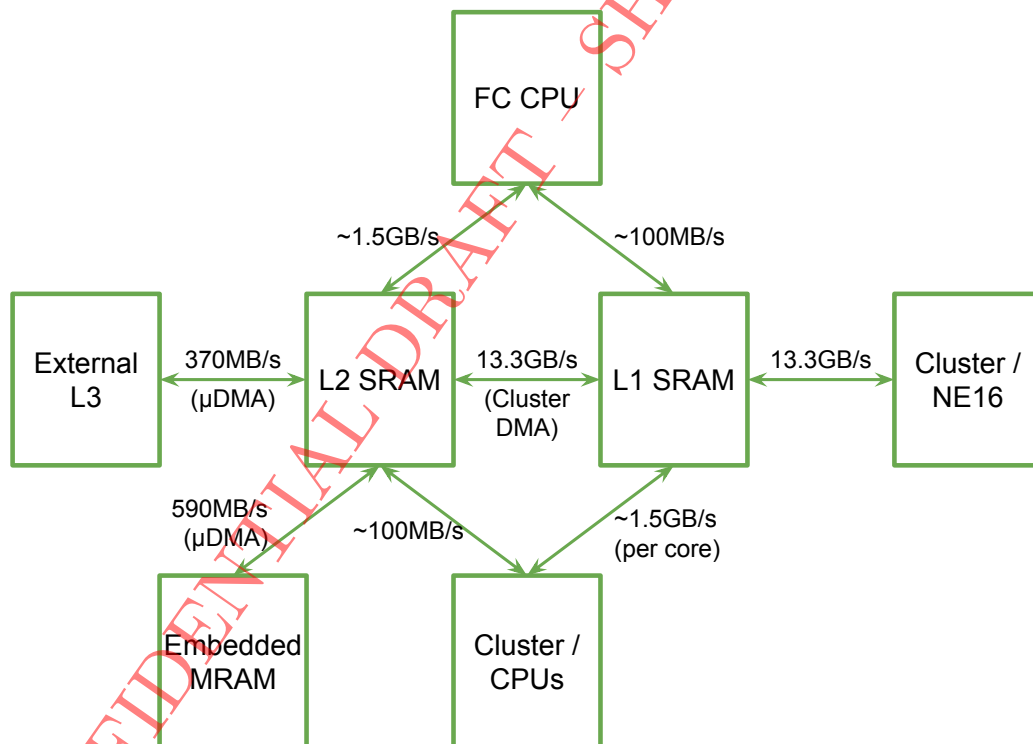 FC CPU
~1.5GB/s
~100MB/s
External
L3
370MB/s
(µDMA)
L2 SRAM
13.3GB/s
(Cluster
DMA)
L1 SRAM
13.3GB/s
Cluster /
NE16
590MB/s
(µDMA)
~100MB/s
~1.5GB/s
(per core)
Embedded
MRAM
Cluster /
CPUs
DRAFT –